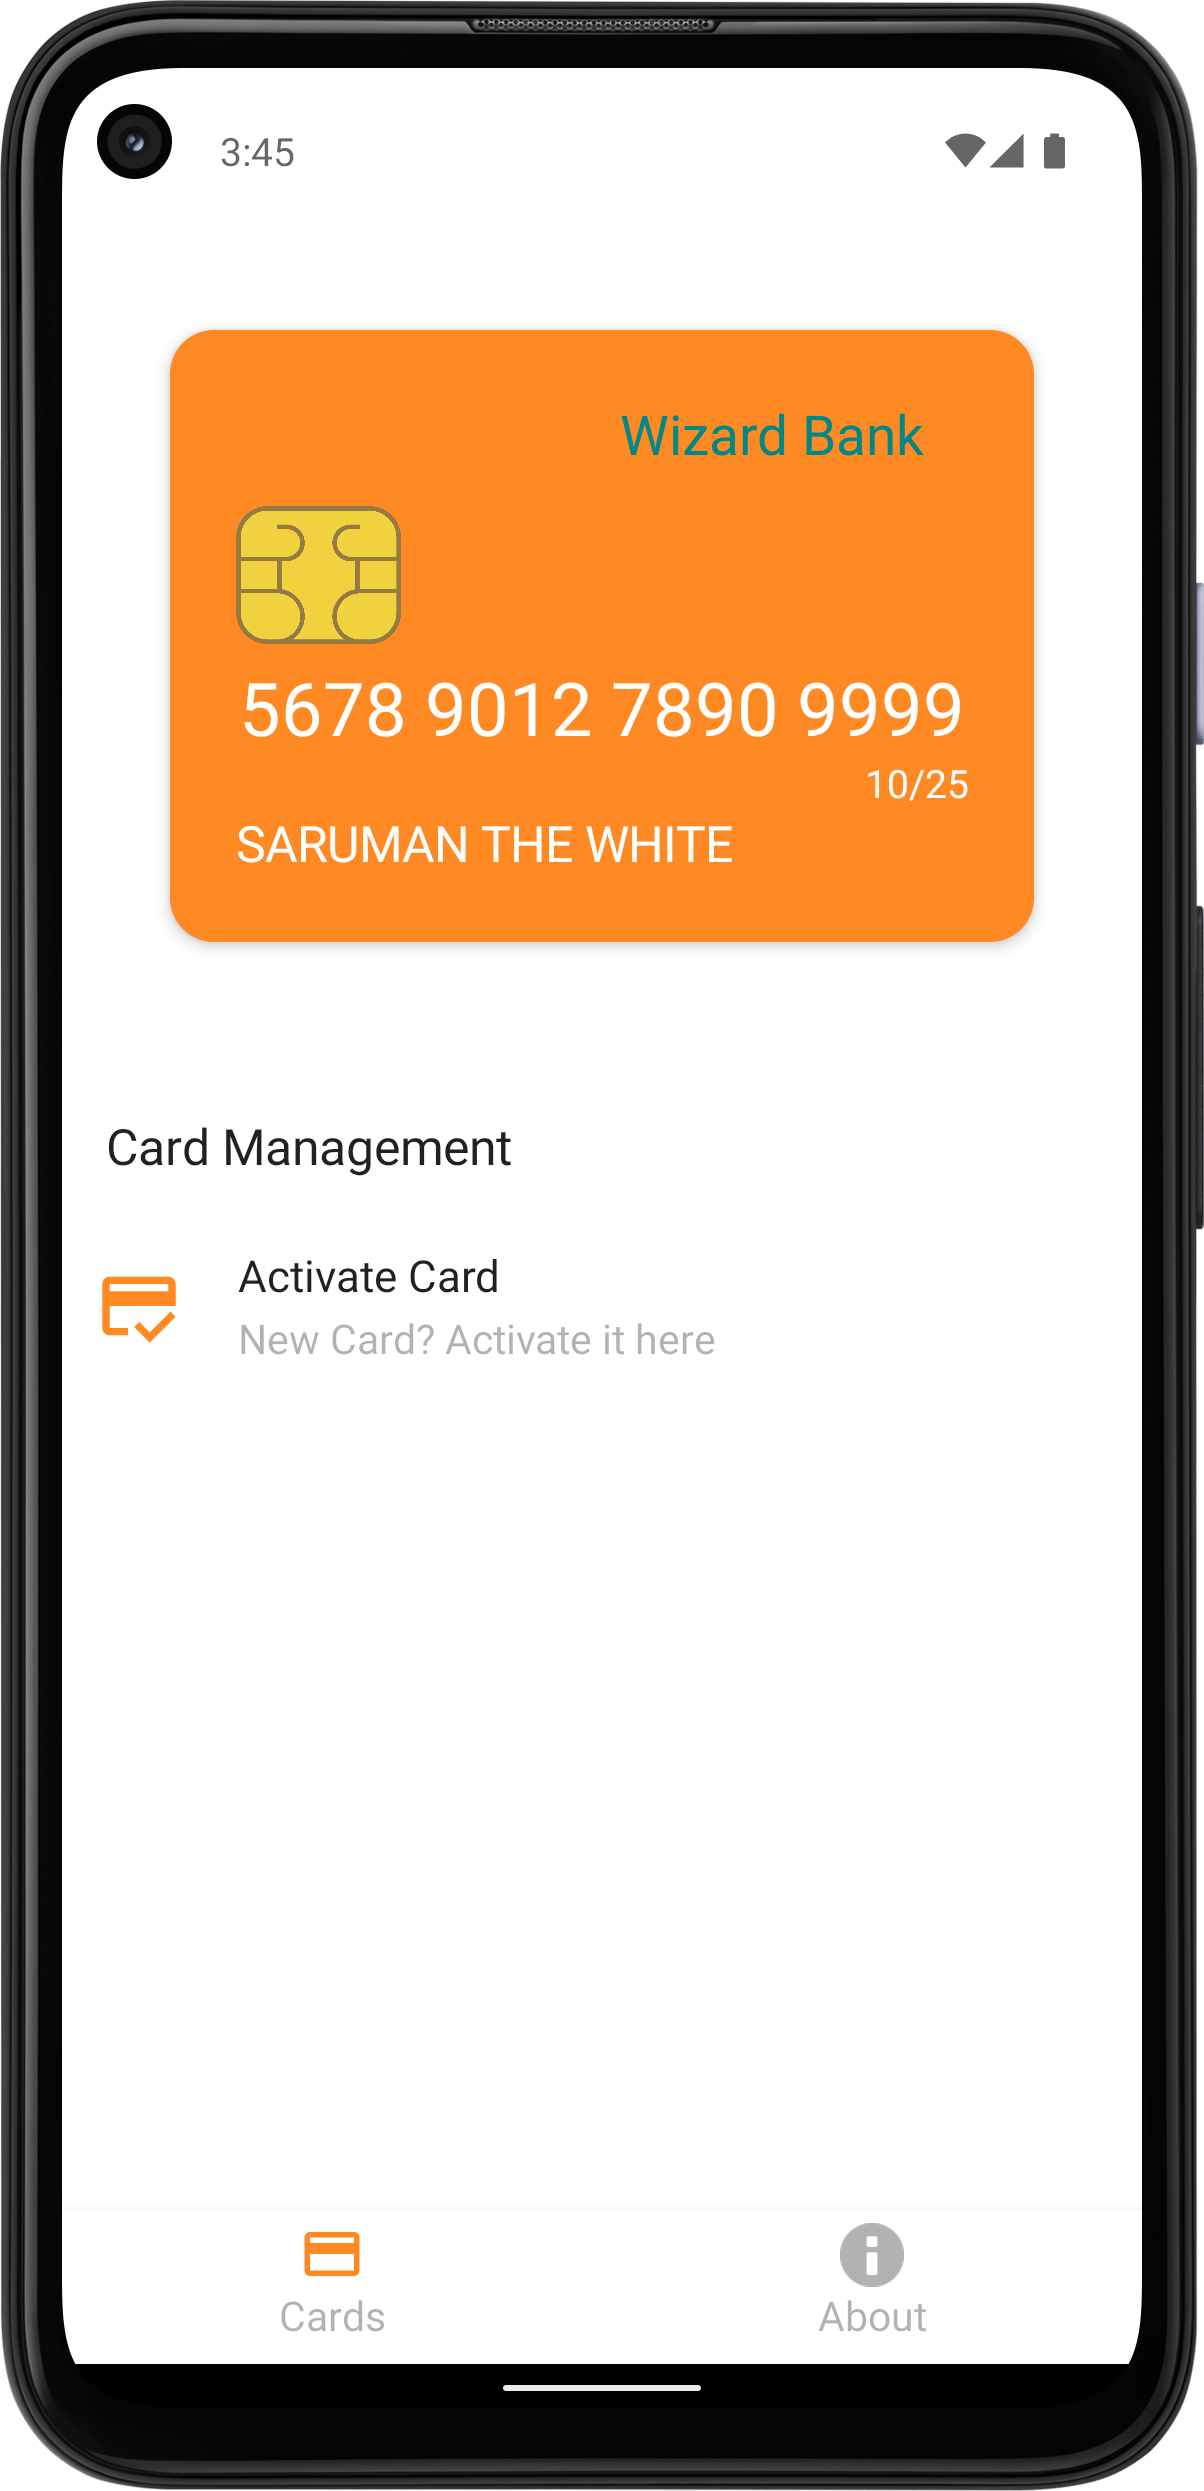 3:45
Wizard Bank
5678 9012 7890 9999
10/25
SARUMAN THE WHITE
Card Management
Activate Card
New Card? Activate it here
Cards
About